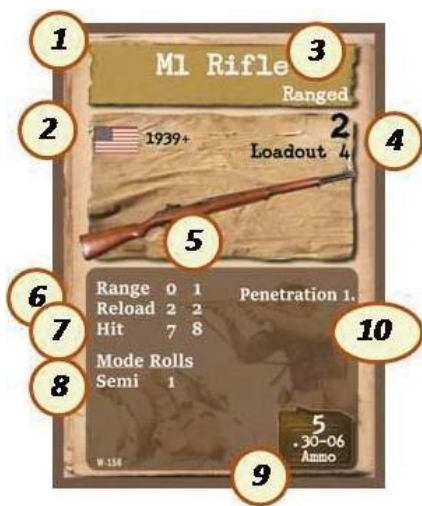 1
3
M1 Rifle
Ranged
2
4
1939+
2
Loadout 4
5
6
Range 0 1
Penetration 1.
7
Reload 2 2
Hit 7 8
10
8
Mode Rolls
Semi 1
5
.30-06
Ammo
W-156
9